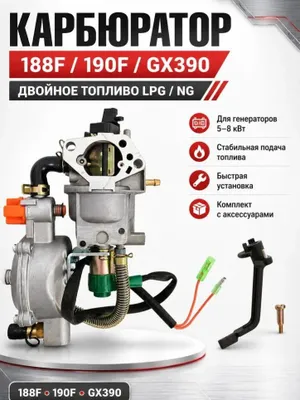 КАРБЮРАТОР
188F / 190F / GX390
ДВОЙНОЕ ТОПЛИВО LPG / NG
Для генераторов
5–8 кВт
Стабильная подача
топлива
Быстрая
установка
Комплект
с аксессуарами
188F 190F GX390